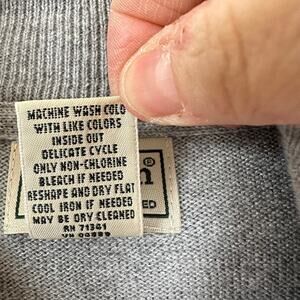 MACHINE WASH COLD
WITH LIKE COLORS
INSIDE OUT
DELICATE CYCLE
ONLY NON-CHLORINE
BLEACH IF NEEDED
RESHAPE AND DRY FLAT
COOL IRON IF NEEDED
MAY BE DRY CLEANED
RN 71341